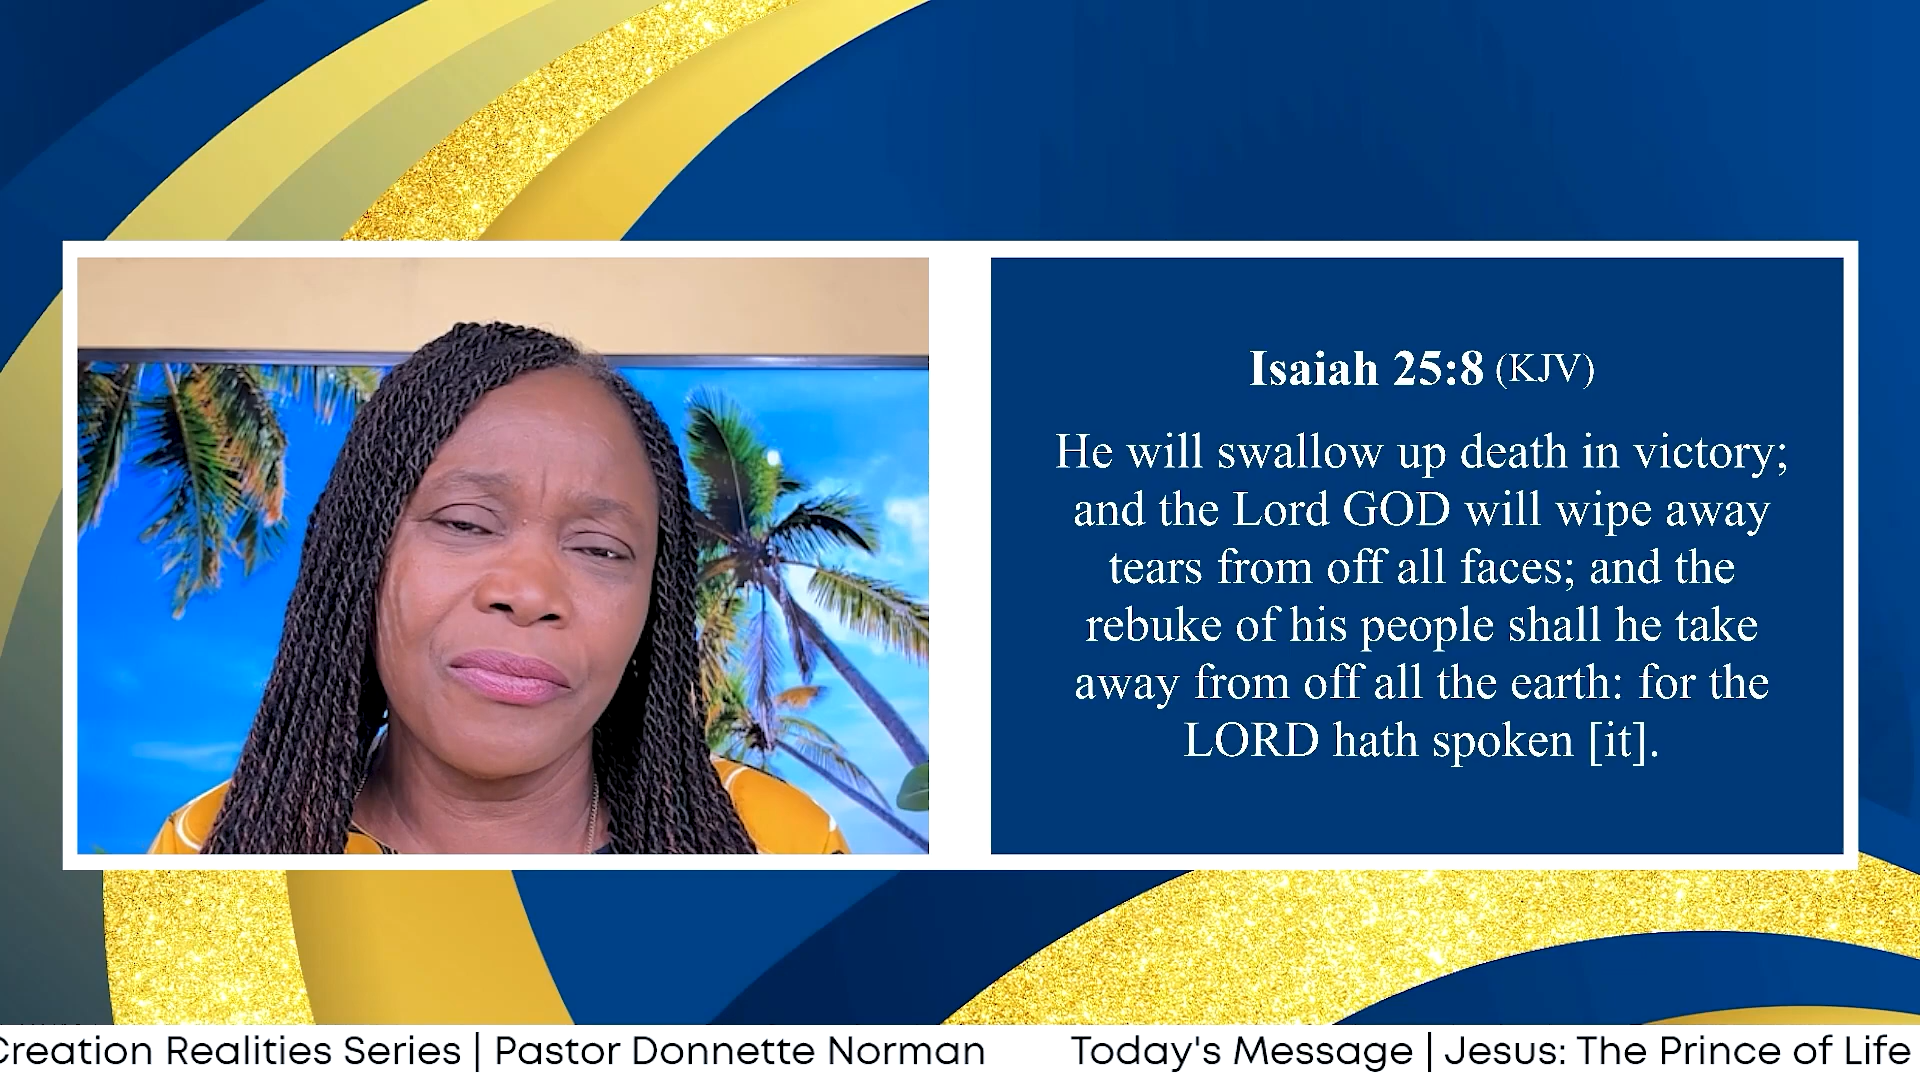 Isaiah 25:8 (KJV)
He will swallow up death in victory;
and the Lord GOD will wipe away
tears from off all faces; and the
rebuke of his people shall he take
away from off all the earth: for the
LORD hath spoken [it].
Creation Realities Series | Pastor Donnette Norman Today's Message | Jesus: The Prince of Life